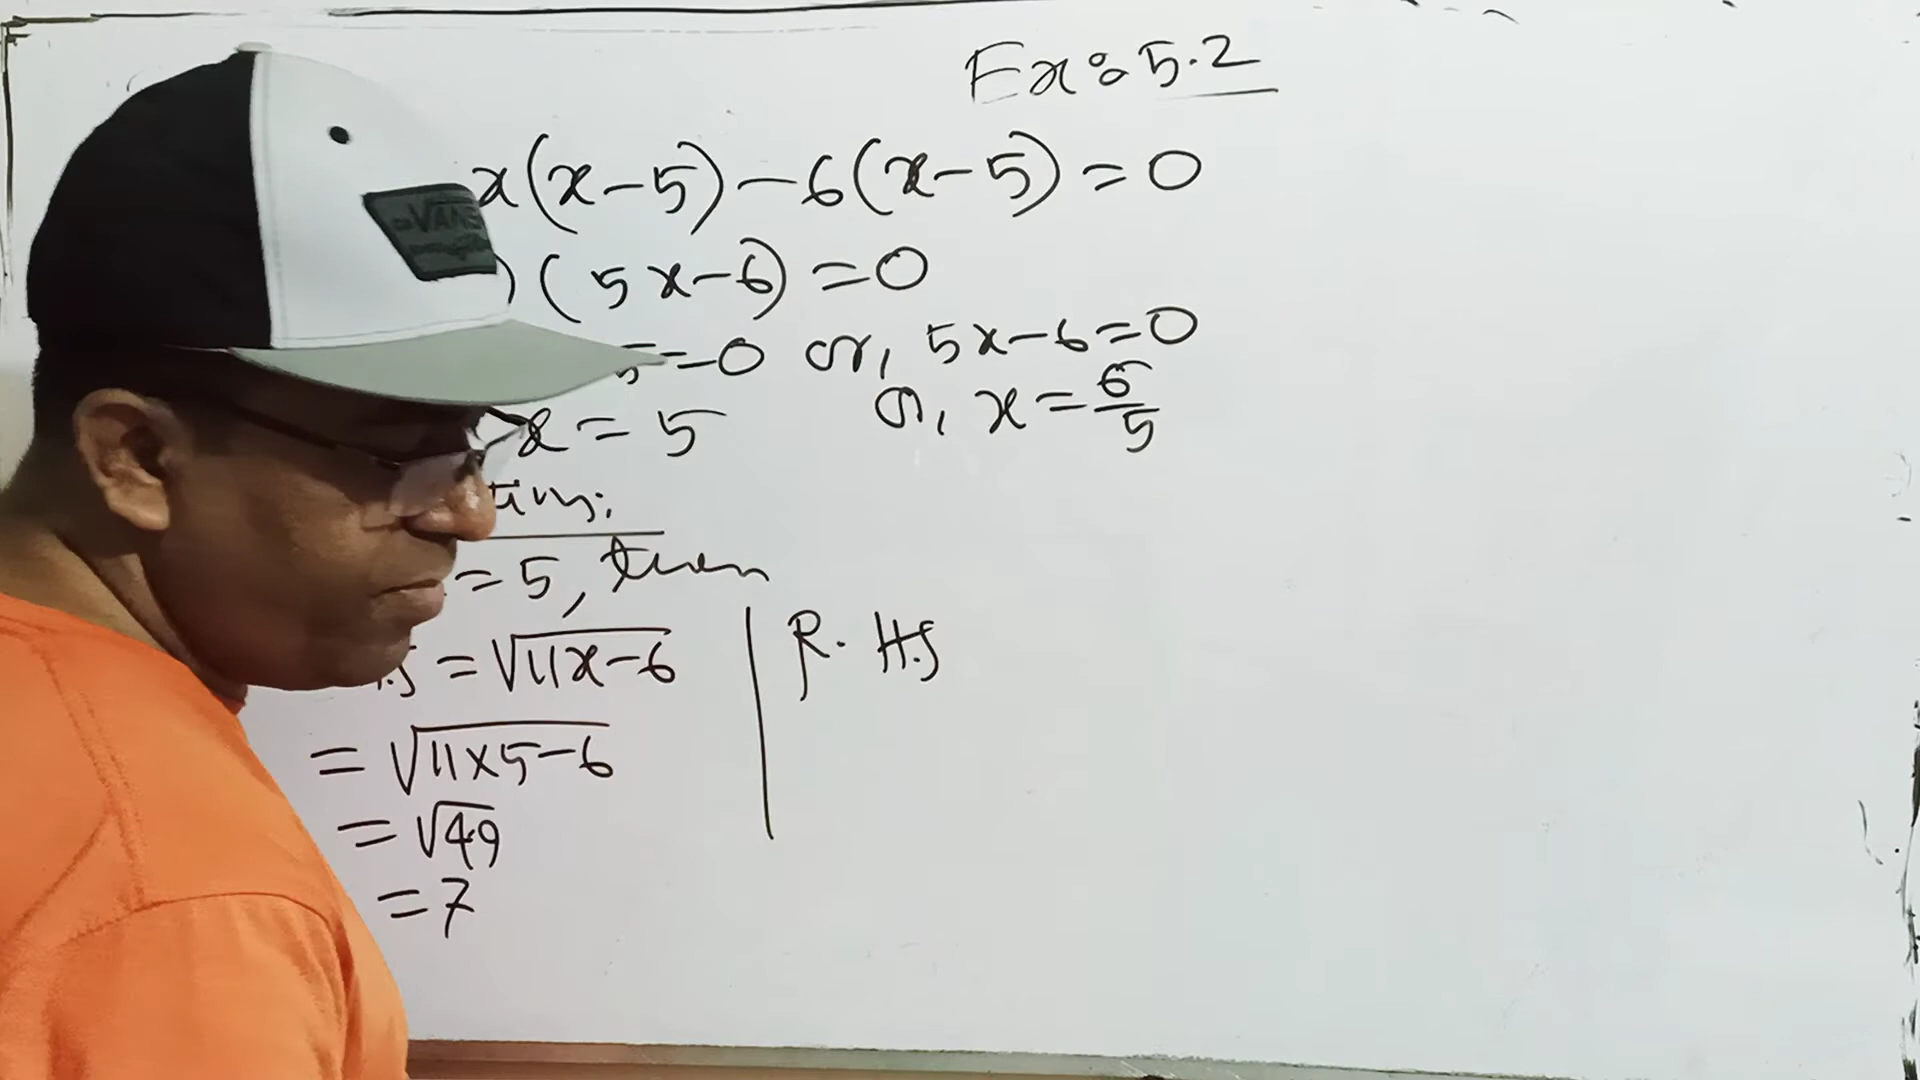 Ex: 5.2
x(x-5)-6(x-5)=0
)(5x-6)=0
5=0 or, 5x-6=0
x=5 or, x=6/5
=5, then
.S = √11x-6
R.H.S
= √11×5-6
= √49
= 7
VANS